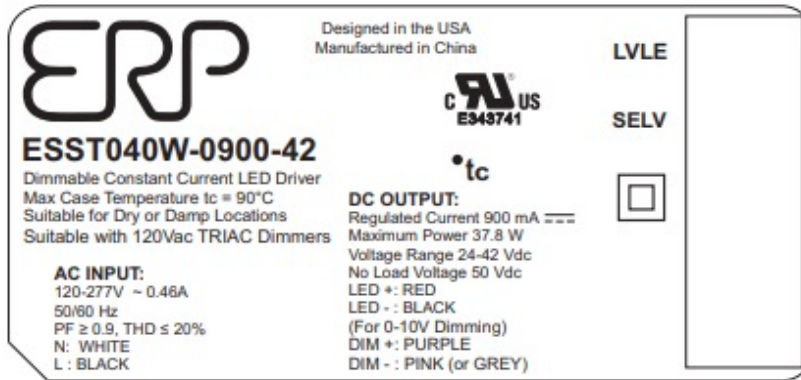 ERP
Designed in the USA
Manufactured in China
C RU® US
E343741
LVLE
SELV
ESST040W-0900-42
Dimmable Constant Current LED Driver
Max Case Temperature tc = 90°C
Suitable for Dry or Damp Locations
Suitable with 120Vac TRIAC Dimmers
•tc
AC INPUT:
120-277V ~ 0.46A
50/60 Hz
PF ≥ 0.9, THD ≤ 20%
N: WHITE
L : BLACK
DC OUTPUT:
Regulated Current 900 mA ⎓
Maximum Power 37.8 W
Voltage Range 24-42 Vdc
No Load Voltage 50 Vdc
LED +: RED
LED - : BLACK
(For 0-10V Dimming)
DIM +: PURPLE
DIM - : PINK (or GREY)